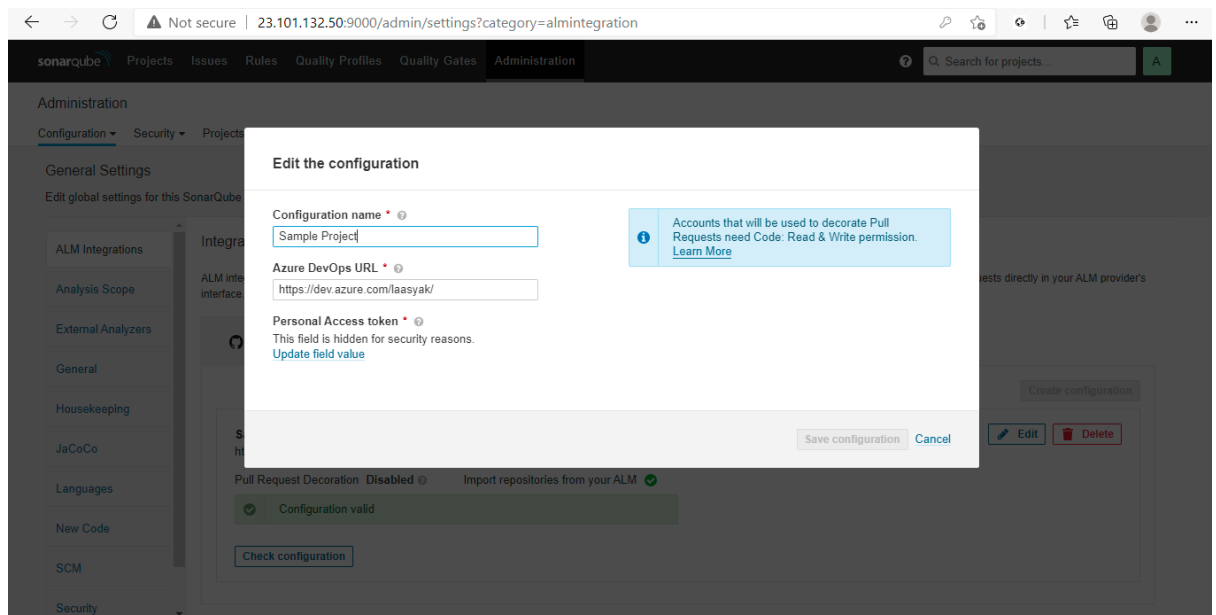 Not secure 23.101.132.50:9000/admin/settings?category=almintegration
sonarqube Projects Issues Rules Quality Profiles Quality Gates Administration Search for projects... A
Administration
Configuration Security Projects
General Settings
Edit global settings for this SonarQube
Edit the configuration
Configuration name *
Sample Project
Accounts that will be used to decorate Pull
Requests need Code: Read & Write permission.
Learn More
Azure DevOps URL *
https://dev.azure.com/laasyak/
Personal Access token *
This field is hidden for security reasons.
Update field value
Save configuration Cancel
ALM Integrations
Analysis Scope
External Analyzers
General
Housekeeping
JaCoCo
Languages
New Code
SCM
Security
Integra
ALM inte
ests directly in your ALM provider's
interface.
Create configuration
Edit Delete
Pull Request Decoration Disabled Import repositories from your ALM
Configuration valid
Check configuration